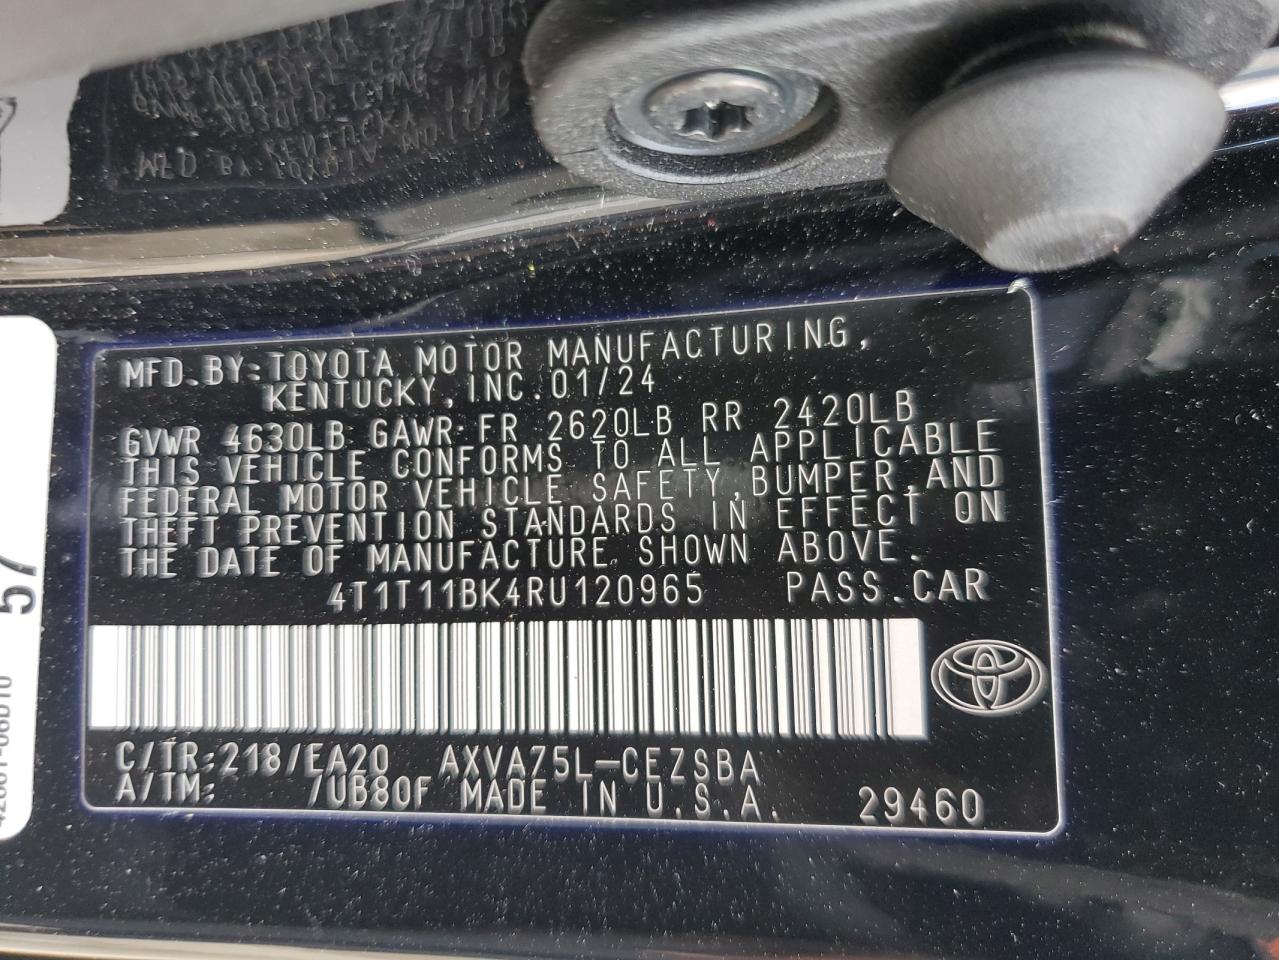 MFD.BY:TOYOTA MOTOR MANUFACTURING,
KENTUCKY,INC.01/24
GVWR 4630LB GAWR FR 2620LB RR 2420LB
THIS VEHICLE CONFORMS TO ALL APPLICABLE
FEDERAL MOTOR VEHICLE SAFETY,BUMPER,AND
THEFT PREVENTION STANDARDS IN EFFECT ON
THE DATE OF MANUFACTURE SHOWN ABOVE.
4T1T11BK4RU120965 PASS.CAR
C/TR:218/EA20 AXVA75L-CEZSBA
A/TM: /UB80F MADE IN U.S.A. 29460
57